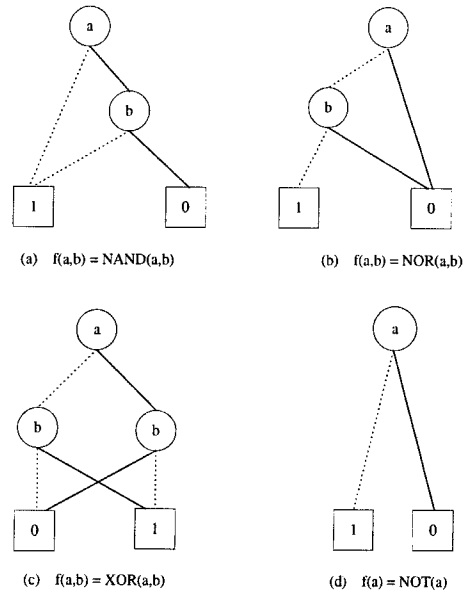 a
b
1
0
(a) f(a,b) = NAND(a,b)
a
b
1
0
(b) f(a,b) = NOR(a,b)
a
b
b
0
1
(c) f(a,b) = XOR(a,b)
a
1
0
(d) f(a) = NOT(a)